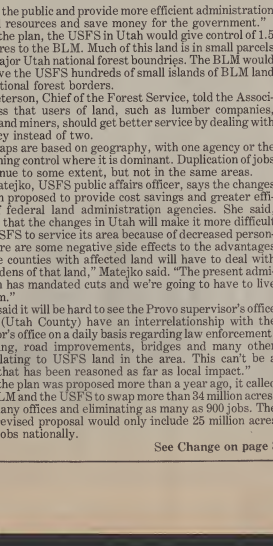 the public and provide more efficient administration
resources and save money for the government."
the plan, the USFS in Utah would give control of 1.5
res to the BLM. Much of this land is in small parcels
ajor Utah national forest boundries. The BLM would
ve the USFS hundreds of small islands of BLM land
tional forest borders.
eterson, Chief of the Forest Service, told the Associ-
ss that users of land, such as lumber companies,
and miners, should get better service by dealing with
cy instead of two.
aps are based on geography, with one agency or the
ning control where it is dominant. Duplication of jobs
nue to some extent, but not in the same areas.
atejko, USFS public affairs officer, says the changes
n proposed to provide cost savings and greater effi-
f federal land administration agencies. She said,
that the changes in Utah will make it more difficult
SFS to service its area because of decreased person-
re are some negative side effects to the advantages
e counties with affected land will have to deal with
dens of that land," Matejko said. "The present admi-
n has mandated cuts and we're going to have to live
m."
said it will be hard to see the Provo supervisor's office
(Utah County) have an interrelationship with the
or's office on a daily basis regarding law enforcement,
ng, road improvements, bridges and many other
lating to USFS land in the area. This can't be a
that has been reasoned as far as local impact."
the plan was proposed more than a year ago, it called
LM and the USFS to swap more than 34 million acres
any offices and eliminating as many as 900 jobs. The
evised proposal would only include 25 million acres
obs nationally.
See Change on page